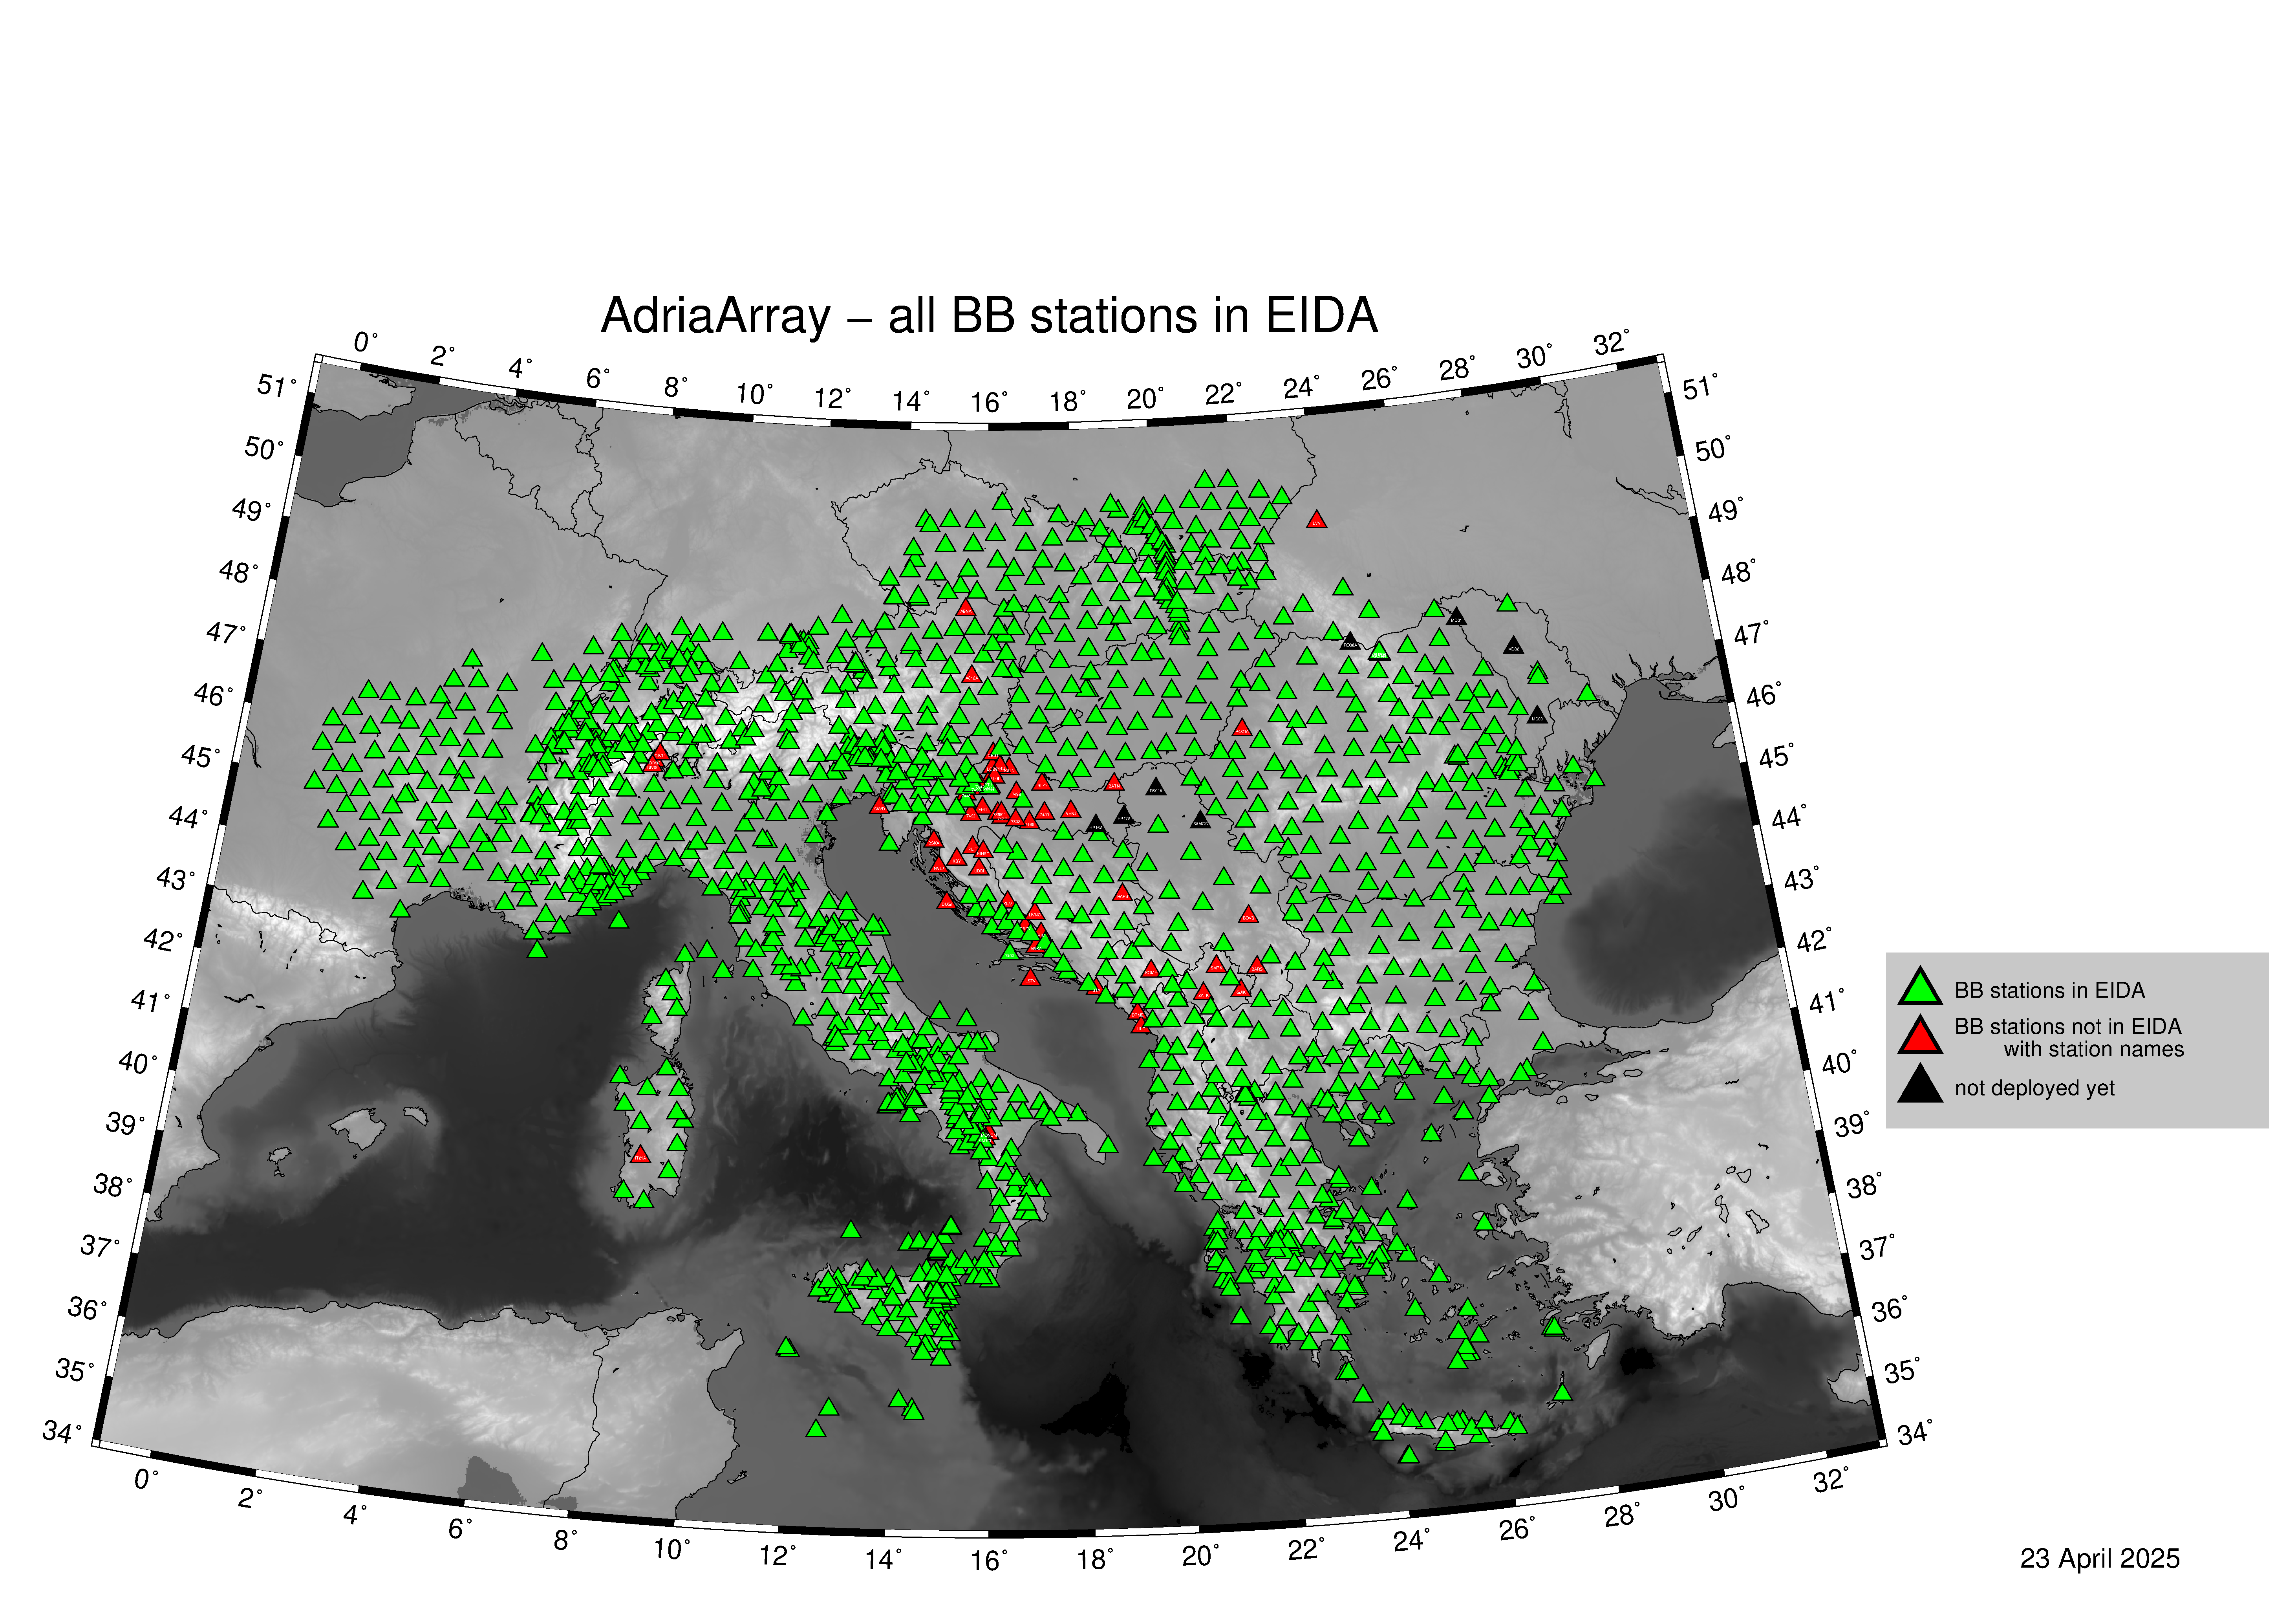 AdriaArray – all BB stations in EIDA
0° 2° 4° 6° 8° 10° 12° 14° 16° 18° 20° 22° 24° 26° 28° 30° 32°
51° 51°
50° 50°
49° 49°
48° 48°
47° 47°
46° 46°
45° 45°
44° 44°
43° 43°
42° 42°
41° 41°
40° 40°
39° 39°
38° 38°
37° 37°
36° 36°
35° 35°
34° 34°
0° 2° 4° 6° 8° 10° 12° 14° 16° 18° 20° 22° 24° 26° 28° 30° 32°
BB stations in EIDA
BB stations not in EIDA
with station names
not deployed yet
23 April 2025